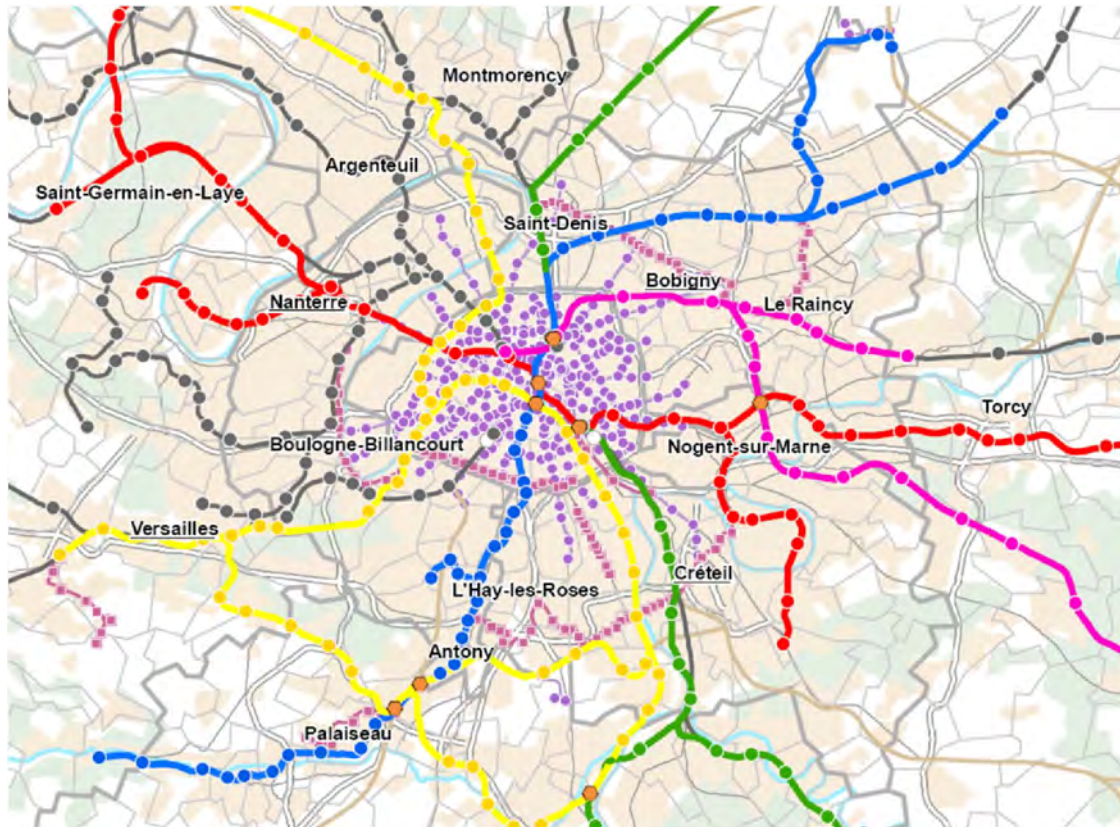 Montmorency
Argenteuil
Saint-Germain-en-Laye
Saint-Denis
Bobigny
Nanterre
Le Raincy
Torcy
Boulogne-Billancourt
Nogent-sur-Marne
Versailles
Créteil
L'Hay-les-Roses
Antony
Palaiseau